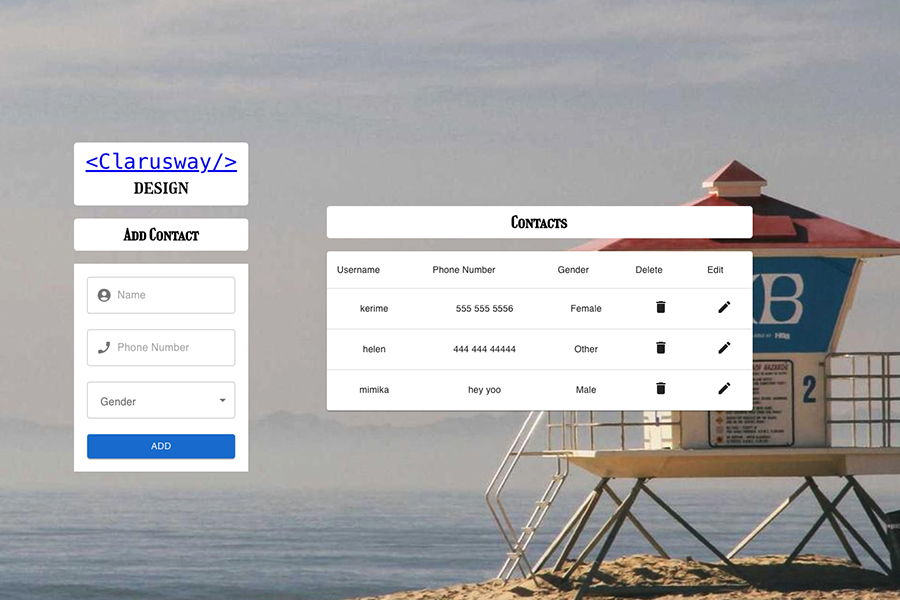 <Clarusway/>
DESIGN
Add Contact
Name
Phone Number
Gender
ADD
Contacts
Username Phone Number Gender Delete Edit
kerime 555 555 5556 Female
helen 444 444 44444 Other
mimika hey yoo Male
2